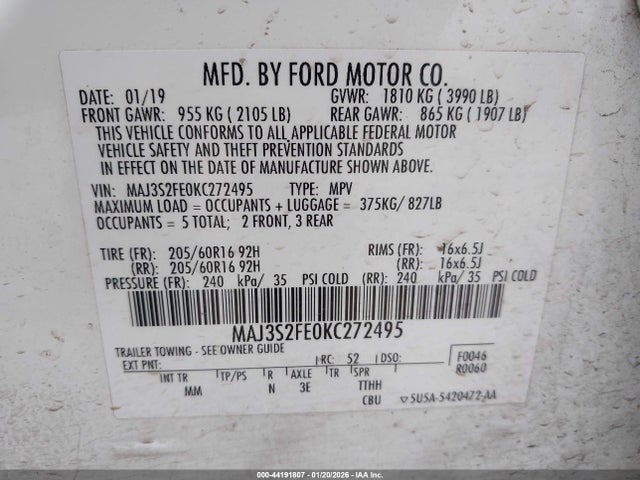 MFD. BY FORD MOTOR CO.
DATE: 01/19 GVWR: 1810 KG ( 3990 LB)
FRONT GAWR: 955 KG ( 2105 LB) REAR GAWR: 865 KG ( 1907 LB)
THIS VEHICLE CONFORMS TO ALL APPLICABLE FEDERAL MOTOR
VEHICLE SAFETY AND THEFT PREVENTION STANDARDS
IN EFFECT ON THE DATE OF MANUFACTURE SHOWN ABOVE.
VIN: MAJ3S2FE0KC272495 TYPE: MPV
MAXIMUM LOAD = OCCUPANTS + LUGGAGE = 375KG/ 827LB
OCCUPANTS = 5 TOTAL; 2 FRONT, 3 REAR
TIRE (FR): 205/60R16 92H RIMS (FR): 16x6.5J
(RR): 205/60R16 92H (RR): 16x6.5J
PRESSURE (FR): 240 kPa/ 35 PSI COLD (RR): 240 kPa/ 35 PSI COLD
MAJ3S2FE0KC272495
TRAILER TOWING - SEE OWNER GUIDE
EXT PNT: RC: 52 DSO: F0046
R0060
INT TR TP/PS R AXLE TR SPR
MM N 3E TTHH
CBU SU5A-5420472-AA
000-44191807 - 01/20/2026 - IAA Inc.